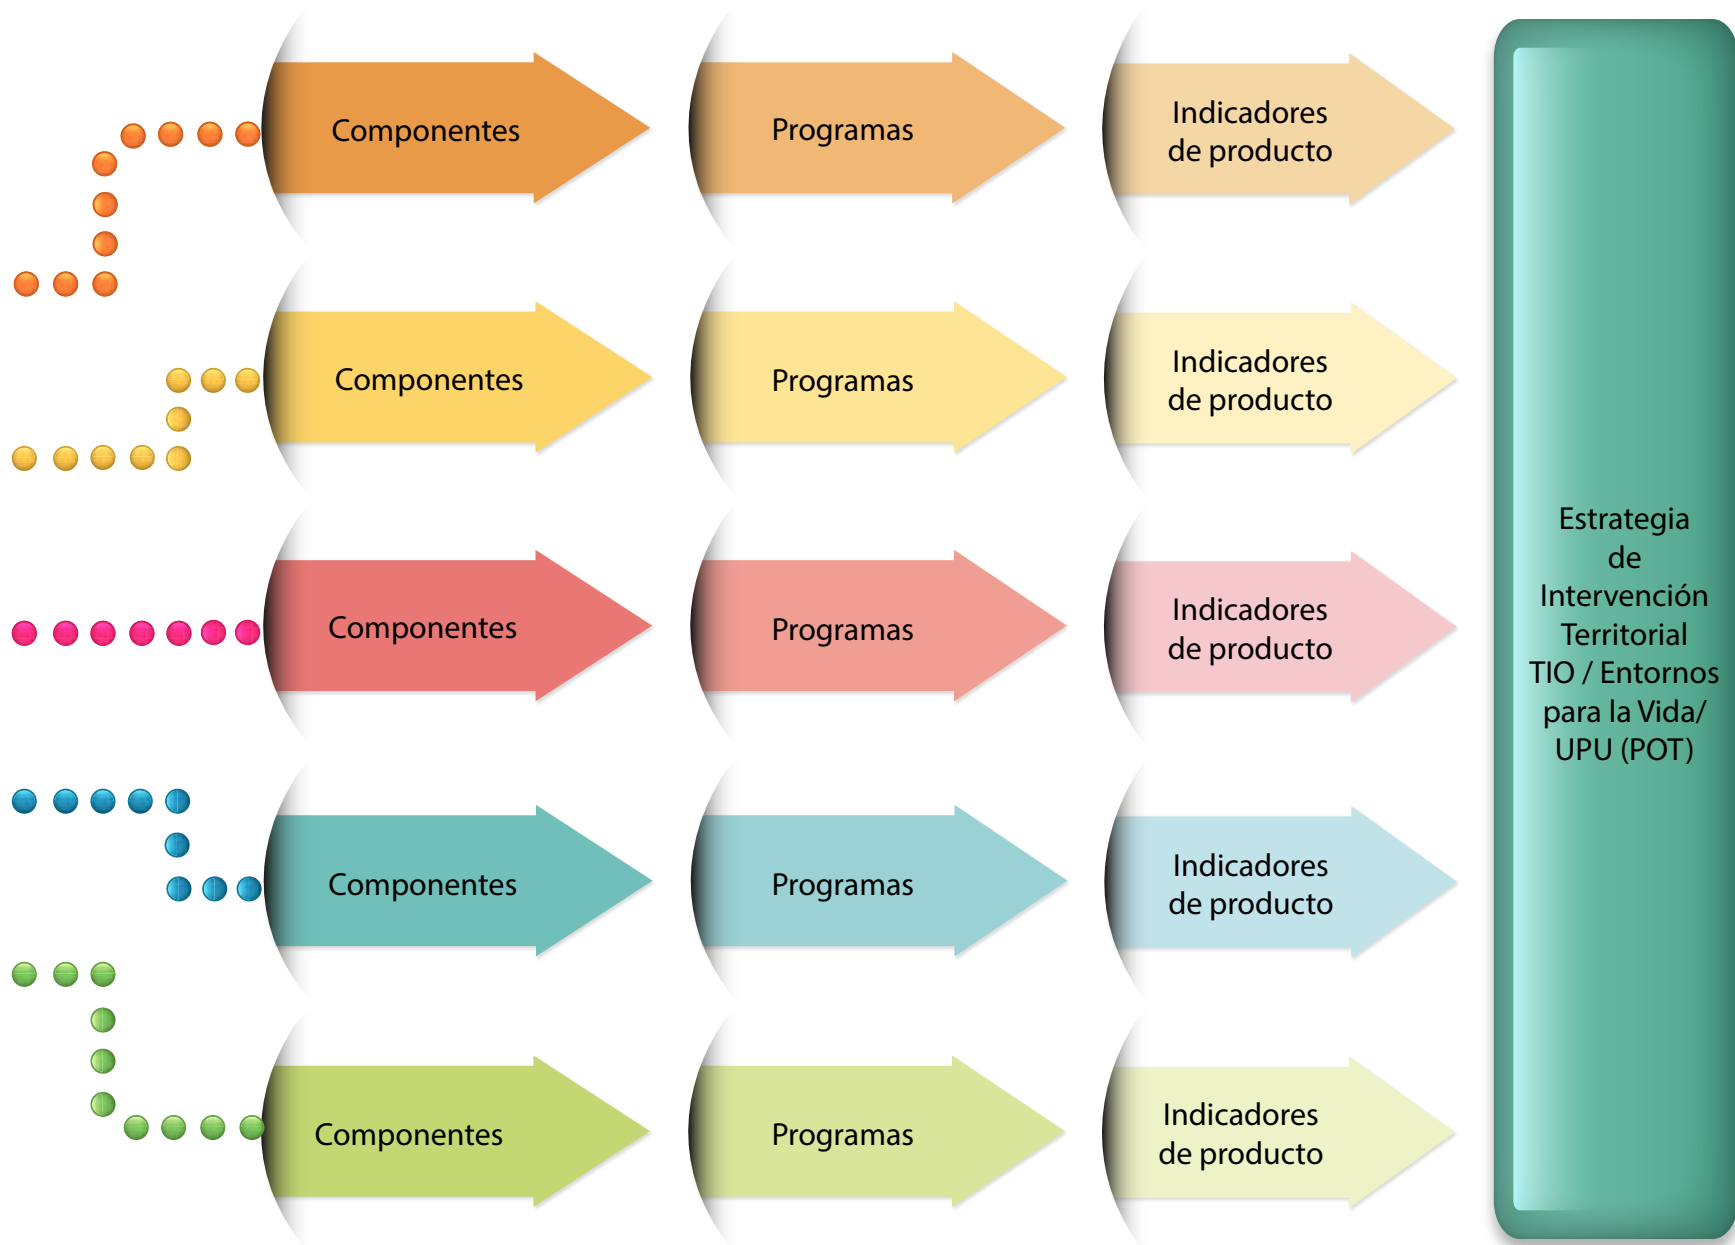 Componentes
Programas
Indicadores
de producto
Componentes
Programas
Indicadores
de producto
Componentes
Programas
Indicadores
de producto
Componentes
Programas
Indicadores
de producto
Componentes
Programas
Indicadores
de producto
Estrategia
de
Intervención
Territorial
TIO / Entornos
para la Vida/
UPU (POT)